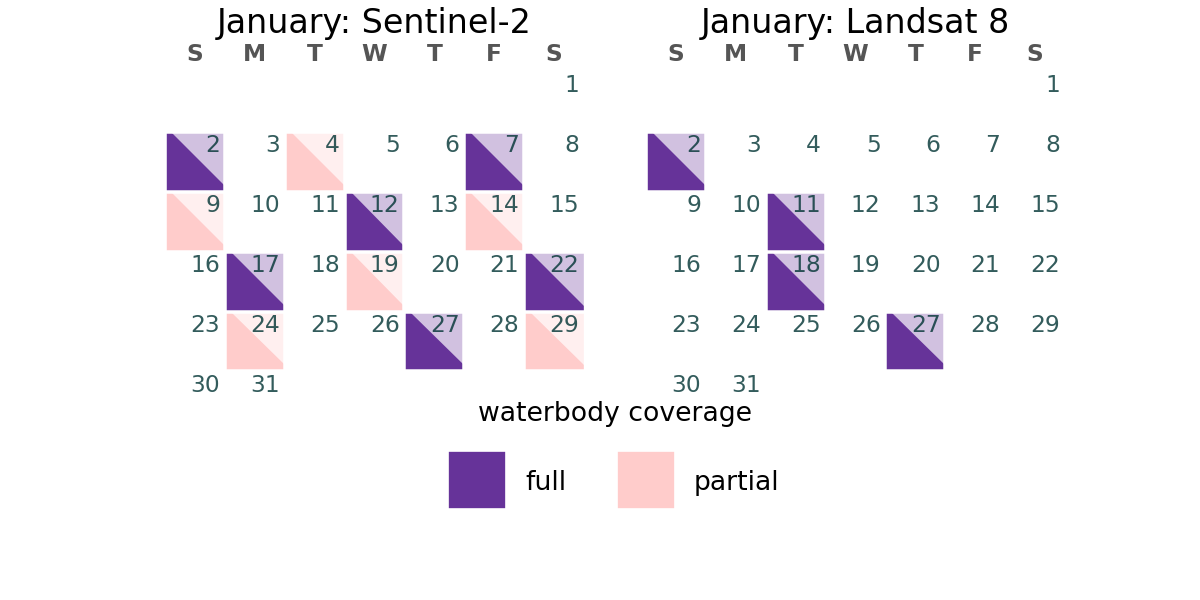 January: Sentinel-2
S M T W T F S
1
2 3 4 5 6 7 8
9 10 11 12 13 14 15
16 17 18 19 20 21 22
23 24 25 26 27 28 29
30 31
January: Landsat 8
S M T W T F S
1
2 3 4 5 6 7 8
9 10 11 12 13 14 15
16 17 18 19 20 21 22
23 24 25 26 27 28 29
30 31
waterbody coverage
full partial